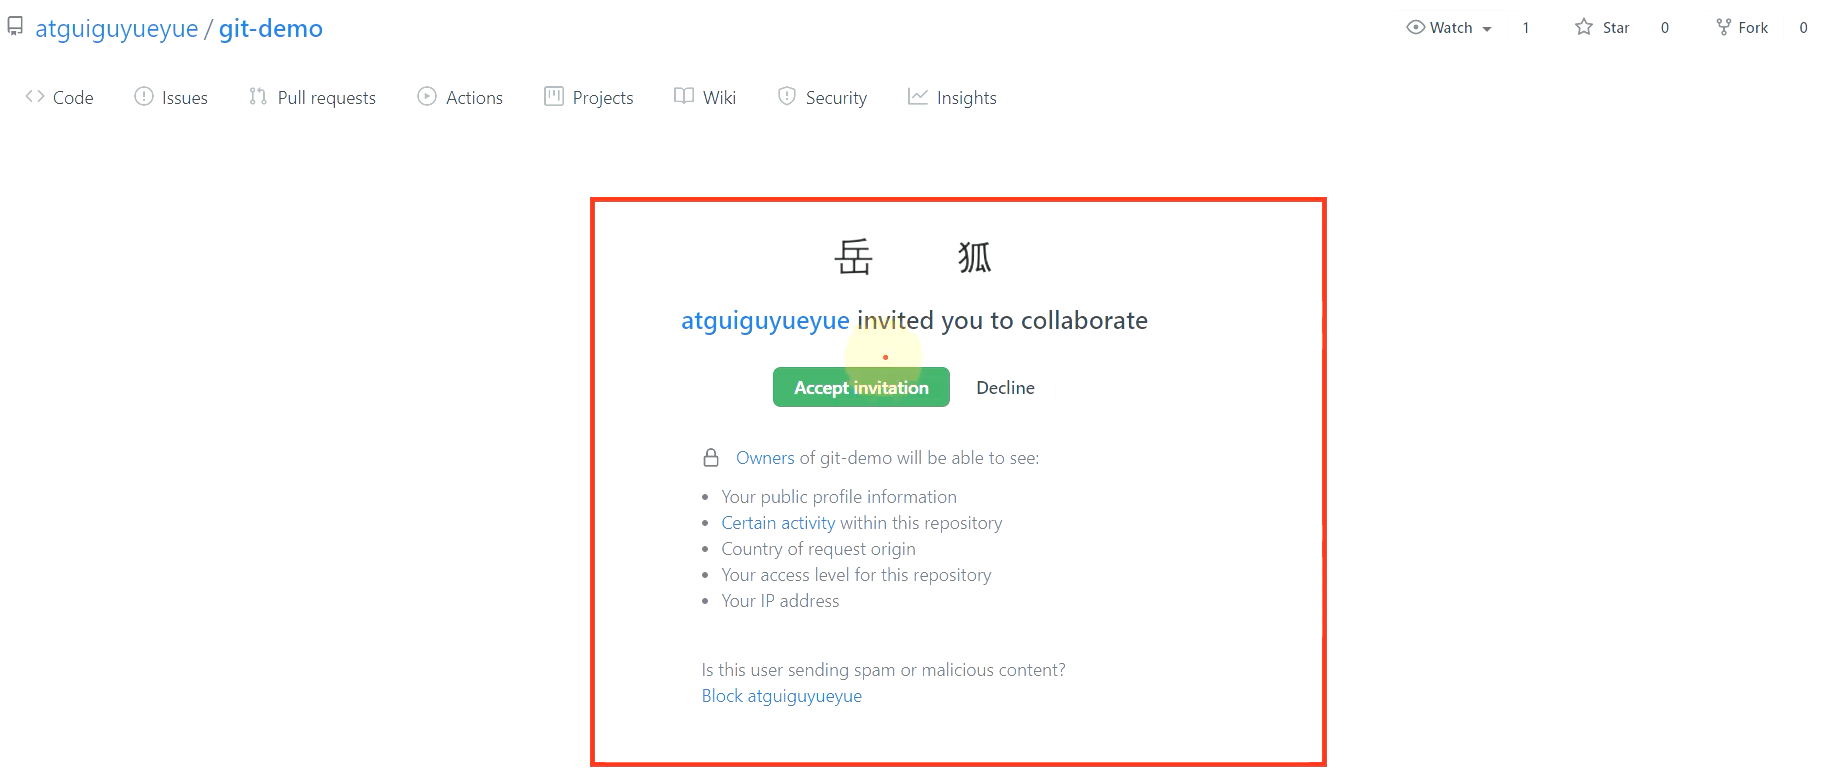 atguiguyueyue / git-demo
Watch 1 Star 0 Fork 0
Code Issues Pull requests Actions Projects Wiki Security Insights
岳 狐
atguiguyueyue invited you to collaborate
Accept invitation Decline
Owners of git-demo will be able to see:
• Your public profile information
• Certain activity within this repository
• Country of request origin
• Your access level for this repository
• Your IP address
Is this user sending spam or malicious content?
Block atguiguyueyue